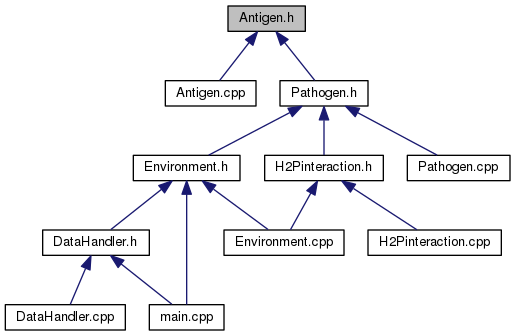 Antigen.h
Antigen.cpp
Pathogen.h
Environment.h
H2Pinteraction.h
Pathogen.cpp
DataHandler.h
Environment.cpp
H2Pinteraction.cpp
DataHandler.cpp
main.cpp